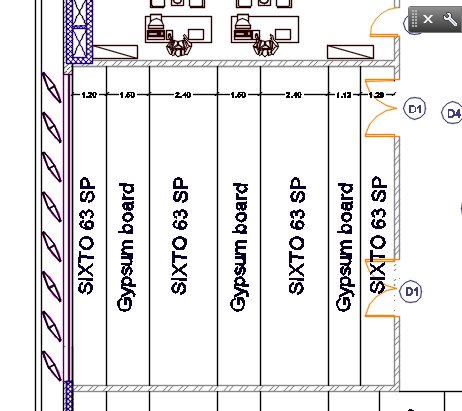 1.20 1.50 2.40 1.50 2.40 1.12 1.28
D1
D4
SIXTO 63 SP
Gypsum board
SIXTO 63 SP
Gypsum board
SIXTO 63 SP
Gypsum board
SIXTO 63 SP
D1